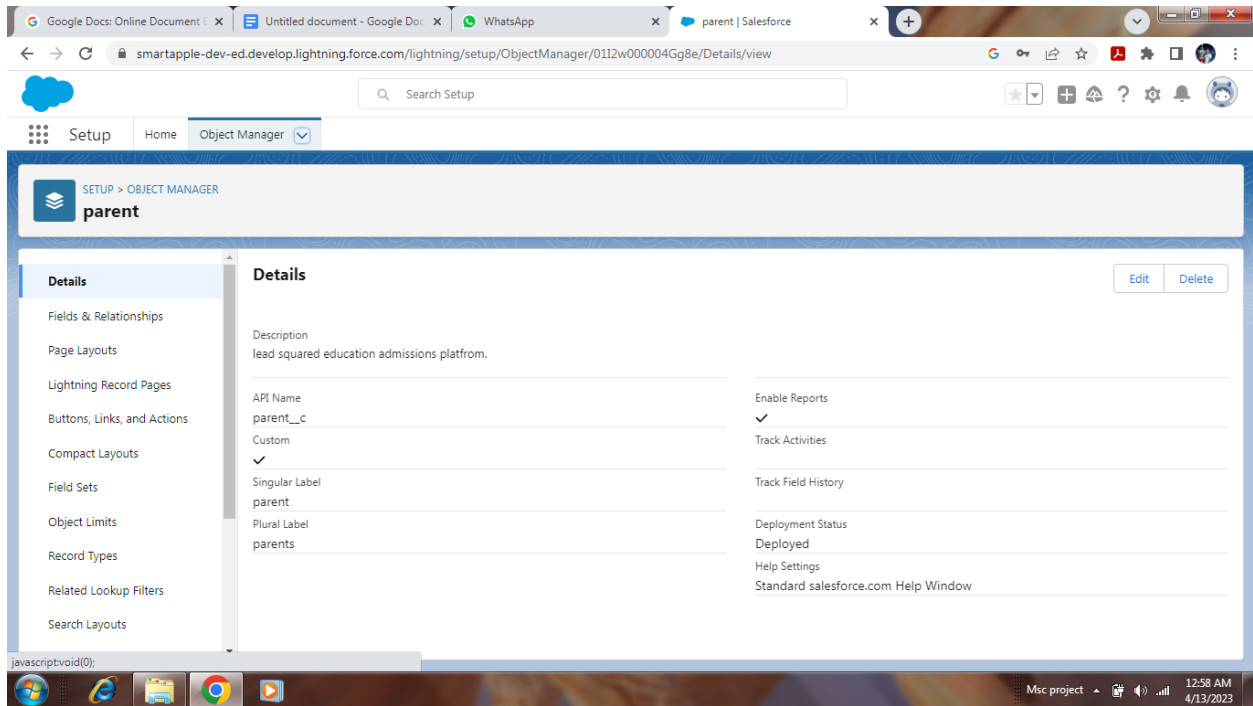 Google Docs: Online Document E
Untitled document - Google Doc
WhatsApp
parent | Salesforce
smartapple-dev-ed.develop.lightning.force.com/lightning/setup/ObjectManager/01I2w000004Gg8e/Details/view
Search Setup
Setup
Home
Object Manager
SETUP > OBJECT MANAGER
parent
Details
Fields & Relationships
Page Layouts
Lightning Record Pages
Buttons, Links, and Actions
Compact Layouts
Field Sets
Object Limits
Record Types
Related Lookup Filters
Search Layouts
Details
Edit
Delete
Description
lead squared education admissions platfrom.
API Name
parent__c
Custom
Singular Label
parent
Plural Label
parents
Enable Reports
Track Activities
Track Field History
Deployment Status
Deployed
Help Settings
Standard salesforce.com Help Window
javascript:void(0);
Msc project
12:58 AM
4/13/2023